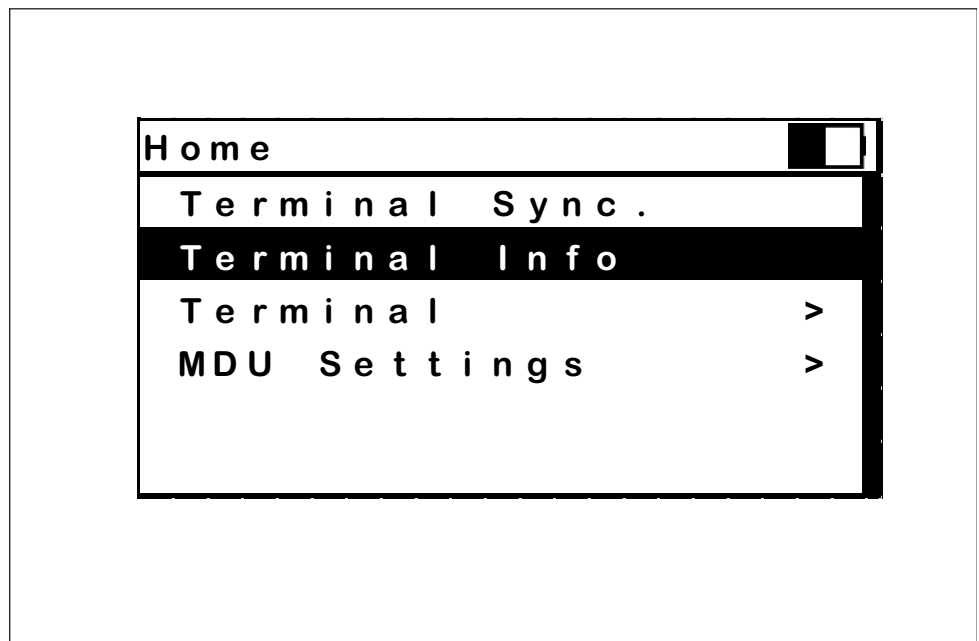 Home
Terminal Sync.
Terminal Info
Terminal >
MDU Settings >